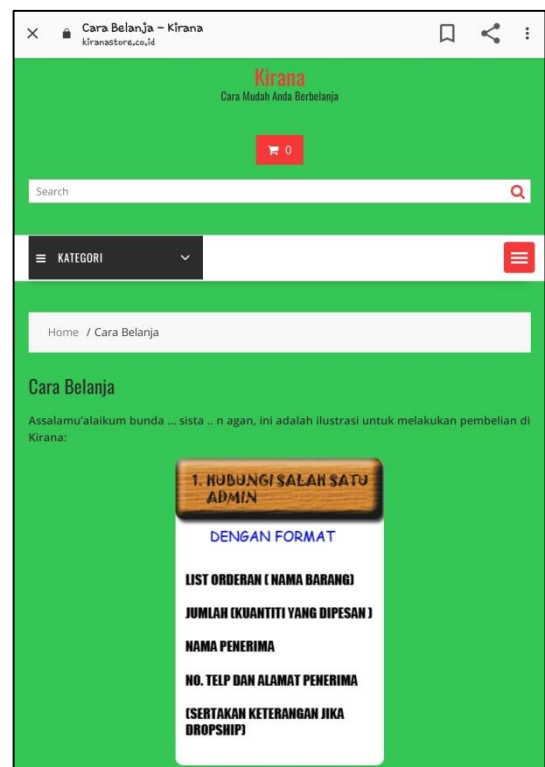 Cara Belanja – Kirana
kiranastore.co.id
Kirana
Cara Mudah Anda Berbelanja
0
Search
KATEGORI
Home / Cara Belanja
Cara Belanja
Assalamu'alaikum bunda ... sista .. n agan, ini adalah ilustrasi untuk melakukan pembelian di
Kirana:
1. HUBUNGI SALAH SATU
ADMIN
DENGAN FORMAT
LIST ORDERAN ( NAMA BARANG)
JUMLAH (KUANTITI YANG DIPESAN )
NAMA PENERIMA
NO. TELP DAN ALAMAT PENERIMA
(SERTAKAN KETERANGAN JIKA
DROPSHIP)